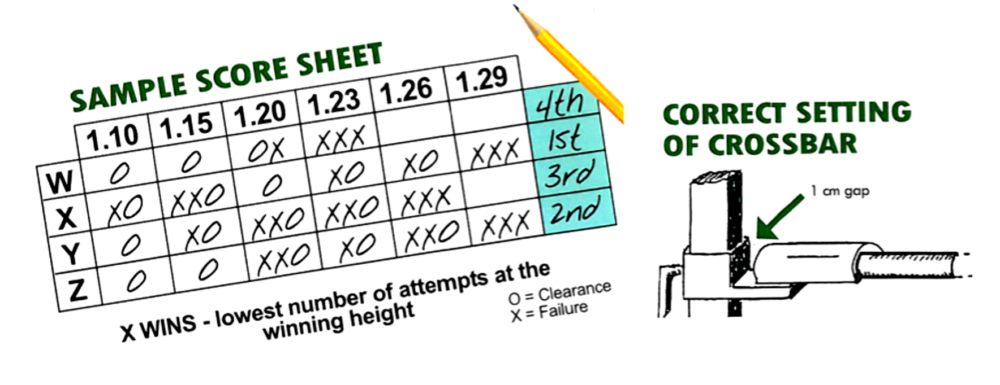 SAMPLE SCORE SHEET
1.10 1.15 1.20 1.23 1.26 1.29
W O O OX XXX 4th
X XO XXO O XO XO XXX 1st
Y O XO XXO XXO XXX 3rd
Z O O XXO XO XXO XXX 2nd
X WINS - lowest number of attempts at the
winning height
O = Clearance
X = Failure
CORRECT SETTING
OF CROSSBAR
1 cm gap